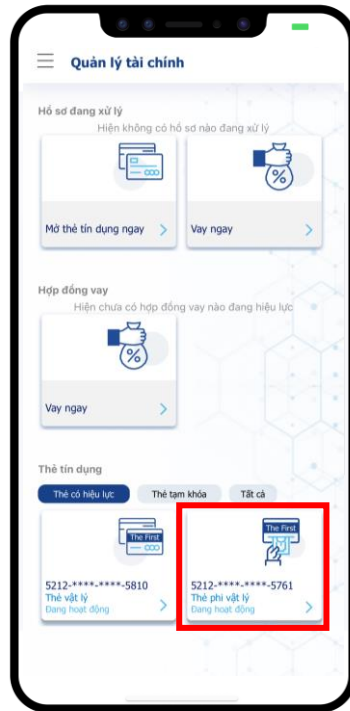 Quản lý tài chính
Hồ sơ đang xử lý
Hiện không có hồ sơ nào đang xử lý
Mở thẻ tín dụng ngay
Vay ngay
Hợp đồng vay
Hiện chưa có hợp đồng vay nào đang hiệu lực
Vay ngay
Thẻ tín dụng
Thẻ có hiệu lực
Thẻ tạm khóa
Tất cả
The First
The First
5212-****-****-5810
Thẻ vật lý
Đang hoạt động
5212-****-****-5761
Thẻ phi vật lý
Đang hoạt động